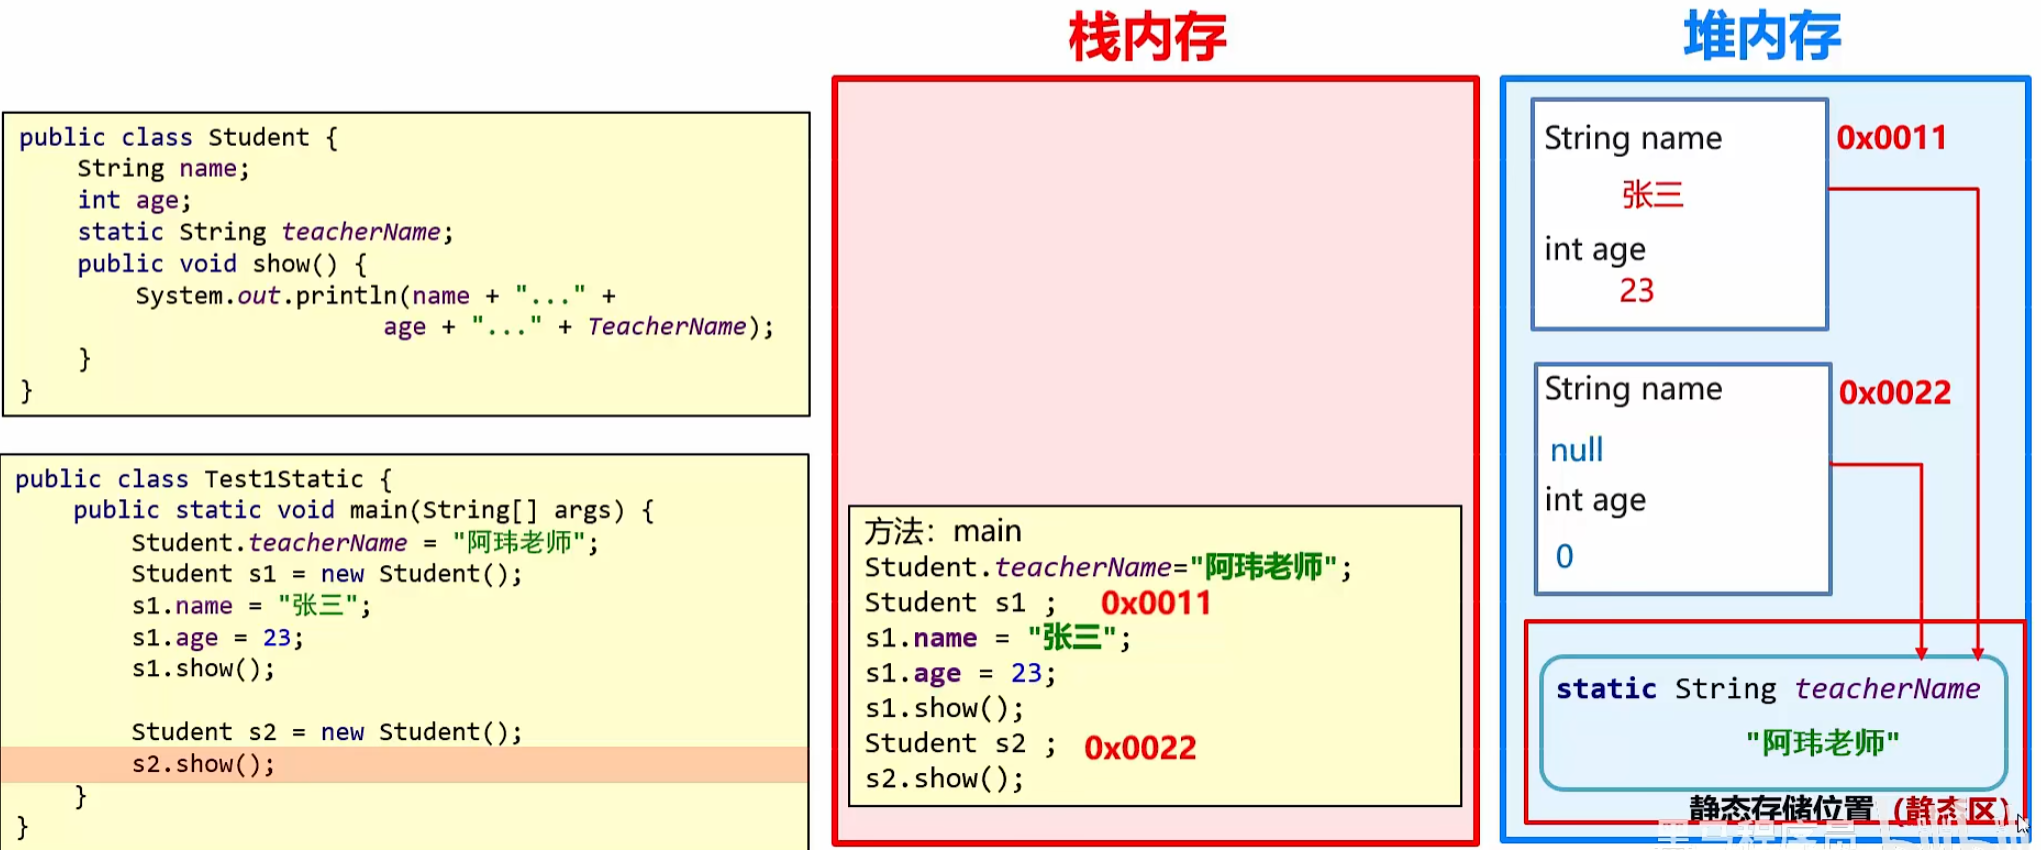 栈内存
堆内存
public class Student {
String name;
int age;
static String teacherName;
public void show() {
System.out.println(name + "..." +
age + "..." + TeacherName);
}
}
public class Test1Static {
public static void main(String[] args) {
Student.teacherName = "阿玮老师";
Student s1 = new Student();
s1.name = "张三";
s1.age = 23;
s1.show();
Student s2 = new Student();
s2.show();
}
}
方法：main
Student.teacherName="阿玮老师";
Student s1 ; 0x0011
s1.name = "张三";
s1.age = 23;
s1.show();
Student s2 ; 0x0022
s2.show();
String name
0x0011
张三
int age
23
String name
0x0022
null
int age
0
static String teacherName
"阿玮老师"
静态存储位置（静态区）